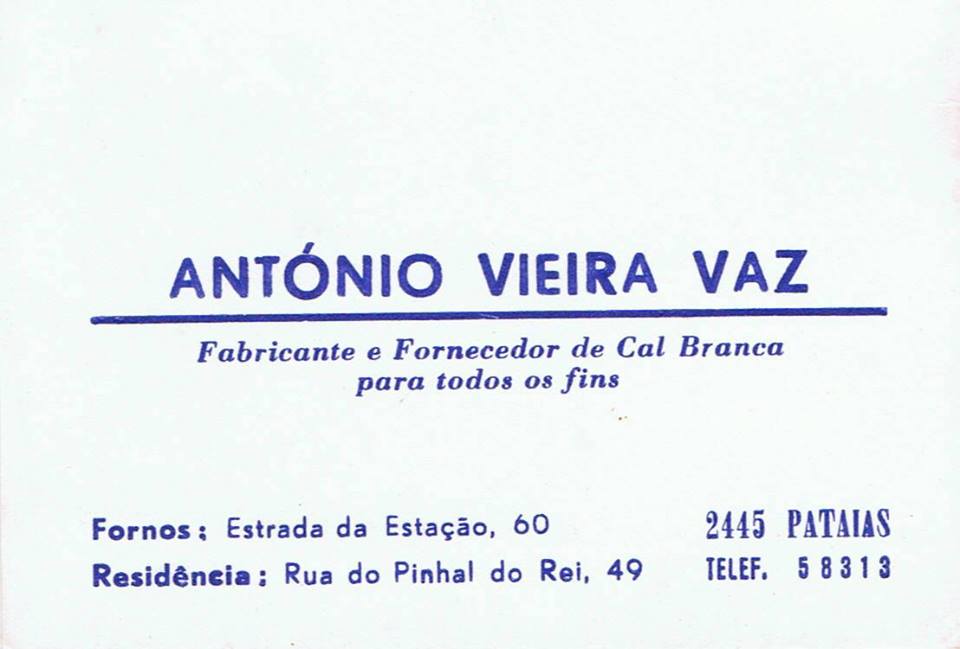 ANTÓNIO VIEIRA VAZ
Fabricante e Fornecedor de Cal Branca
para todos os fins
Fornos: Estrada da Estação, 60
Residência: Rua do Pinhal do Rei, 49
2445 PATAIAS
TELEF. 58313